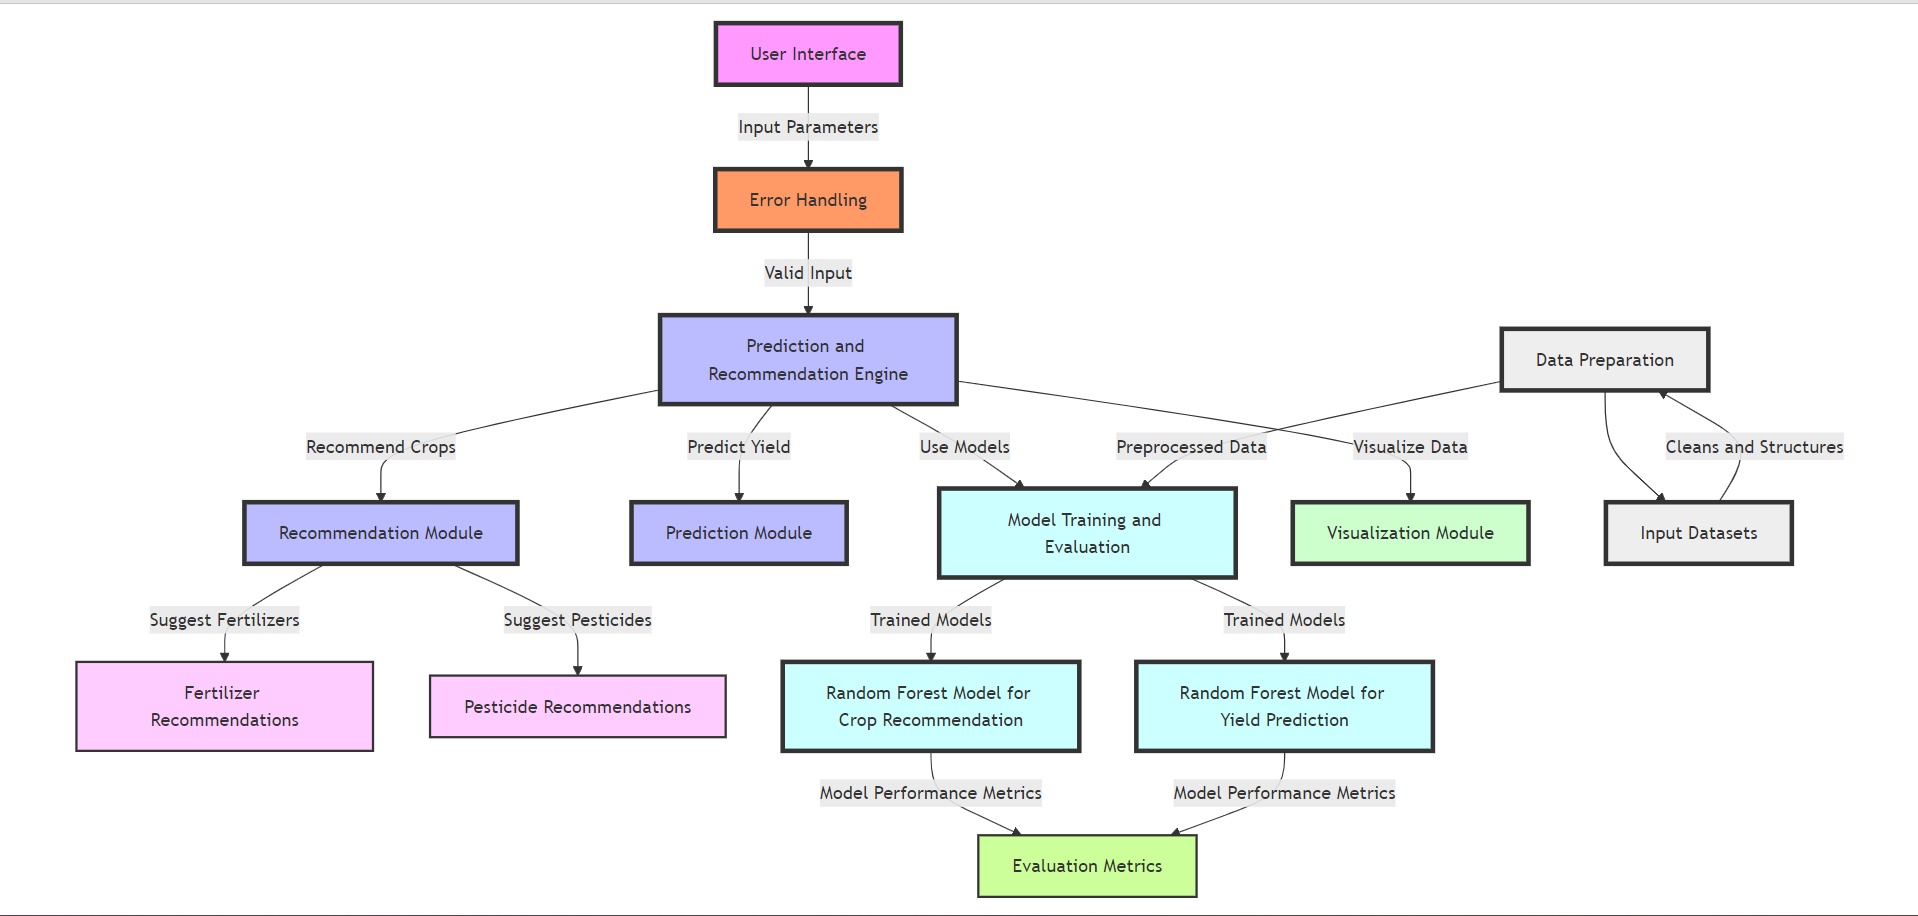 User Interface
Input Parameters
Error Handling
Valid Input
Prediction and
Recommendation Engine
Data Preparation
Recommend Crops
Predict Yield
Use Models
Preprocessed Data
Visualize Data
Cleans and Structures
Recommendation Module
Prediction Module
Model Training and
Evaluation
Visualization Module
Input Datasets
Suggest Fertilizers
Suggest Pesticides
Trained Models
Trained Models
Fertilizer
Recommendations
Pesticide Recommendations
Random Forest Model for
Crop Recommendation
Random Forest Model for
Yield Prediction
Model Performance Metrics
Model Performance Metrics
Evaluation Metrics